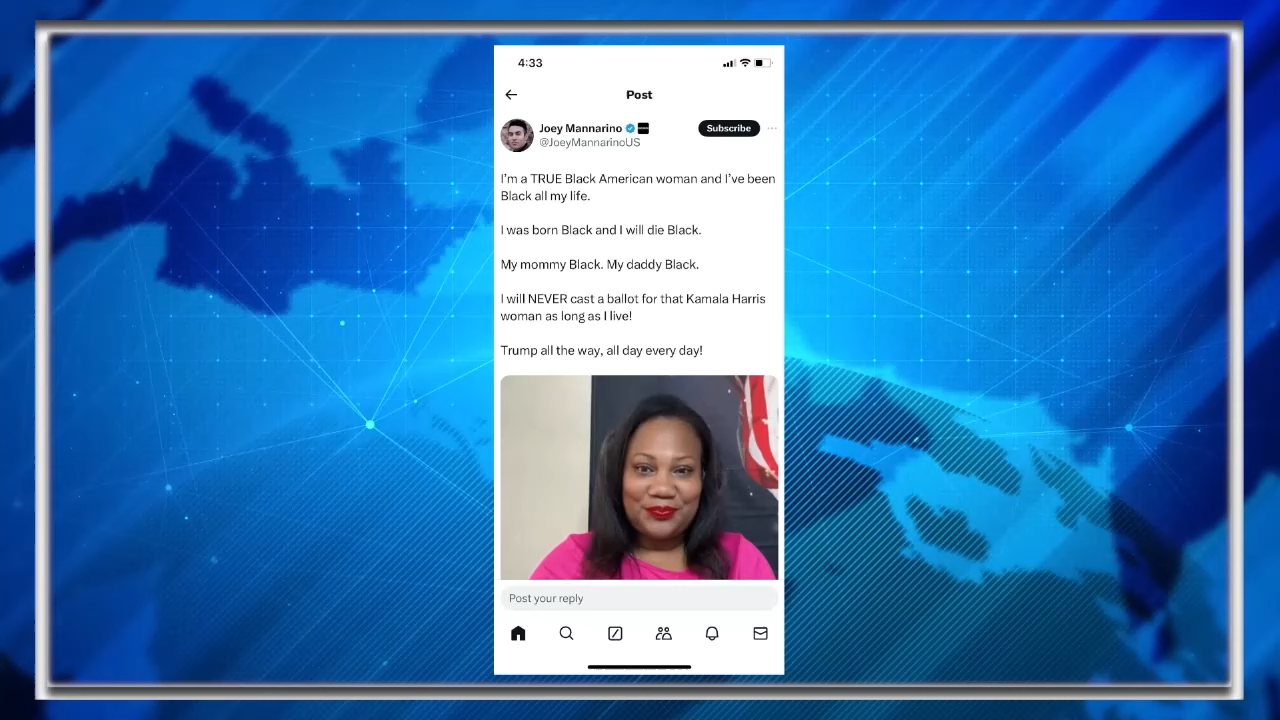 4:33
Post
Joey Mannarino
@JoeyMannarinoUS
Subscribe
I'm a TRUE Black American woman and I've been
Black all my life.
I was born Black and I will die Black.
My mommy Black. My daddy Black.
I will NEVER cast a ballot for that Kamala Harris
woman as long as I live!
Trump all the way, all day every day!
Post your reply